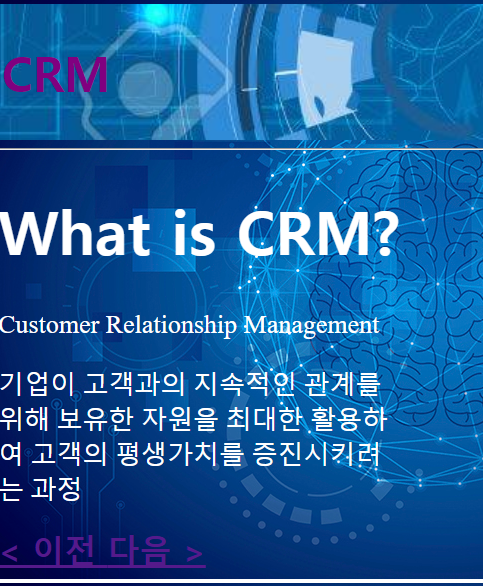 CRM
What is CRM?
Customer Relationship Management
기업이 고객과의 지속적인 관계를
위해 보유한 자원을 최대한 활용하
여 고객의 평생가치를 증진시키려
는 과정
< 이전 다음 >